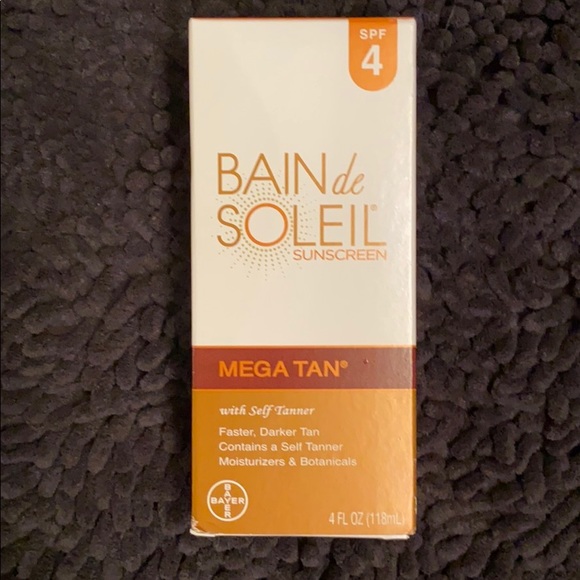 SPF
4
BAIN de
SOLEIL®
SUNSCREEN
MEGA TAN®
with Self Tanner
Faster, Darker Tan
Contains a Self Tanner
Moisturizers & Botanicals
BAYER
BAYER
4 FL OZ (118mL)